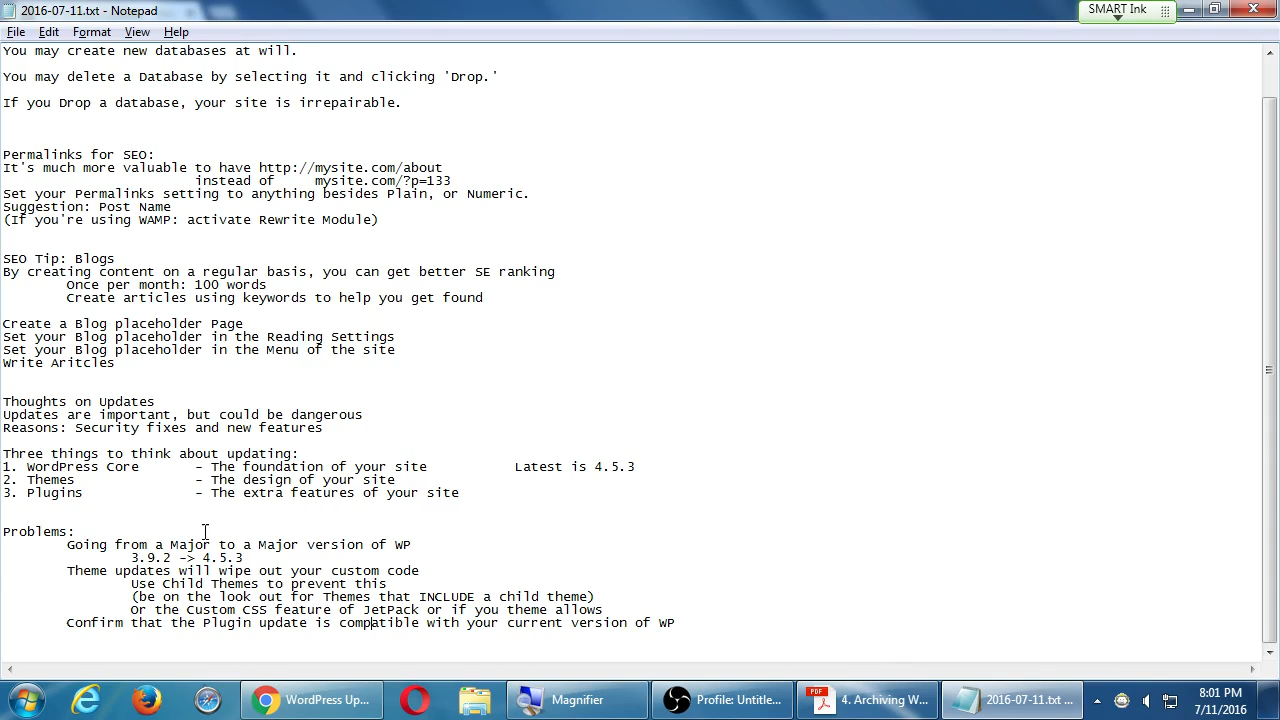 2016-07-11.txt - Notepad
SMART Ink
File Edit Format View Help
You may create new databases at will.
You may delete a Database by selecting it and clicking 'Drop.'
If you Drop a database, your site is irrepairable.
Permalinks for SEO:
It's much more valuable to have http://mysite.com/about
instead of mysite.com/?p=133
Set your Permalinks setting to anything besides Plain, or Numeric.
Suggestion: Post Name
(If you're using WAMP: activate Rewrite Module)
SEO Tip: Blogs
By creating content on a regular basis, you can get better SE ranking
Once per month: 100 words
Create articles using keywords to help you get found
Create a Blog placeholder Page
Set your Blog placeholder in the Reading Settings
Set your Blog placeholder in the Menu of the site
Write Aritcles
Thoughts on Updates
Updates are important, but could be dangerous
Reasons: Security fixes and new features
Three things to think about updating:
1. WordPress Core - The foundation of your site Latest is 4.5.3
2. Themes - The design of your site
3. Plugins - The extra features of your site
Problems:
Going from a Major to a Major version of WP
3.9.2 -> 4.5.3
Theme updates will wipe out your custom code
Use Child Themes to prevent this
(be on the look out for Themes that INCLUDE a child theme)
Or the Custom CSS feature of JetPack or if you theme allows
Confirm that the Plugin update is compatible with your current version of WP
WordPress Up...
Magnifier
Profile: Untitle...
PDF
4. Archiving W...
2016-07-11.txt ...
8:01 PM
7/11/2016